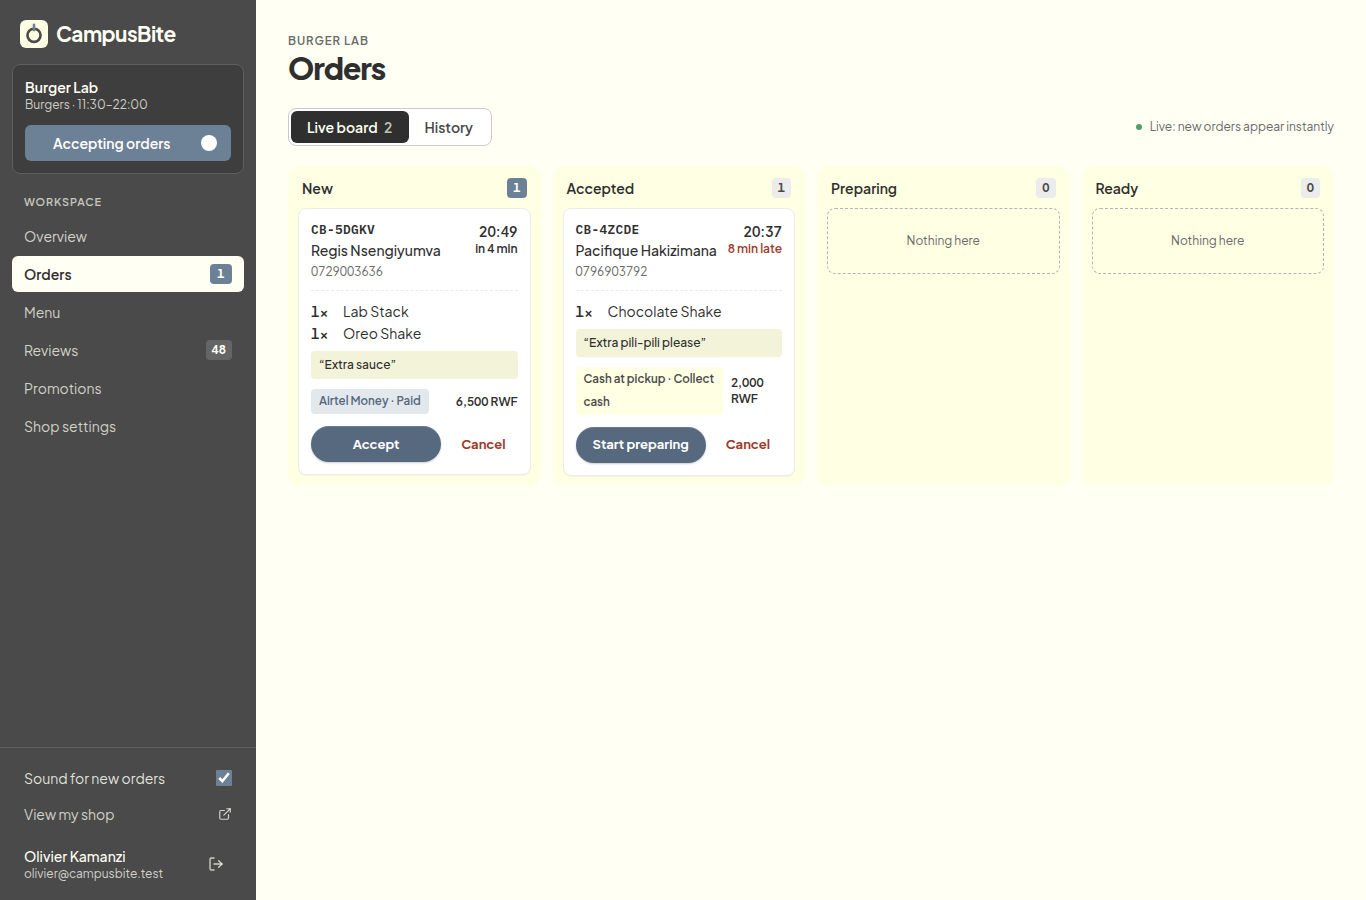 CampusBite
Burger Lab
Burgers · 11:30–22:00
Accepting orders
WORKSPACE
Overview
Orders 1
Menu
Reviews 48
Promotions
Shop settings
Sound for new orders
View my shop
Olivier Kamanzi
olivier@campusbite.test
BURGER LAB
Orders
Live board 2 History
Live: new orders appear instantly
New 1
CB-5DGKV 20:49
Regis Nsengiyumva in 4 min
0729003636
1× Lab Stack
1× Oreo Shake
“Extra sauce”
Airtel Money · Paid 6,500 RWF
Accept Cancel
Accepted 1
CB-4ZCDE 20:37
Pacifique Hakizimana 8 min late
0796903792
1× Chocolate Shake
“Extra pili-pili please”
Cash at pickup · Collect
cash
2,000
RWF
Start preparing Cancel
Preparing 0
Nothing here
Ready 0
Nothing here